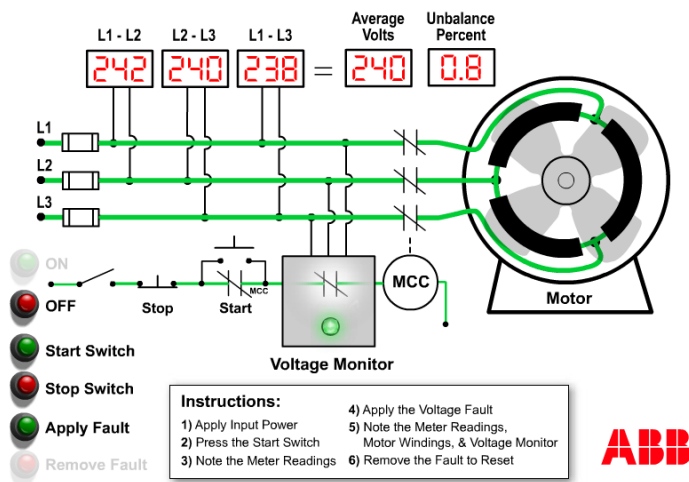 L1 - L2
L2 - L3
L1 - L3
Average
Volts
Unbalance
Percent
242
240
238
=
240
0.8
L1
L2
L3
ON
OFF
Start Switch
Stop Switch
Apply Fault
Remove Fault
Stop
Start
MCC
MCC
Voltage Monitor
Motor
Instructions:
1) Apply Input Power
2) Press the Start Switch
3) Note the Meter Readings
4) Apply the Voltage Fault
5) Note the Meter Readings,
Motor Windings, & Voltage Monitor
6) Remove the Fault to Reset
ABB